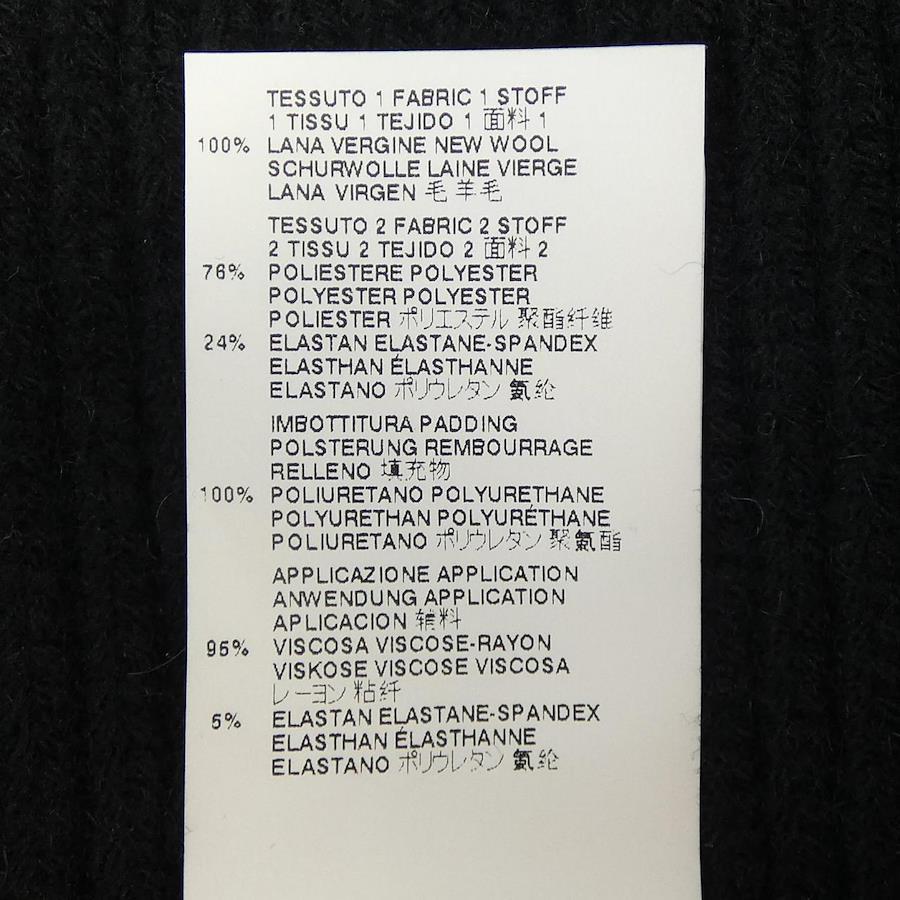 TESSUTO 1 FABRIC 1 STOFF
1 TISSU 1 TEJIDO 1 面料 1
100% LANA VERGINE NEW WOOL
SCHURWOLLE LAINE VIERGE
LANA VIRGEN 毛 羊毛
TESSUTO 2 FABRIC 2 STOFF
2 TISSU 2 TEJIDO 2 面料 2
76% POLIESTERE POLYESTER
POLYESTER POLYESTER
POLIESTER ポリエステル 聚酯纤维
24% ELASTAN ELASTANE-SPANDEX
ELASTHAN ÉLASTHANNE
ELASTANO ポリウレタン 氨纶
IMBOTTITURA PADDING
POLSTERUNG REMBOURRAGE
RELLENO 填充物
100% POLIURETANO POLYURETHANE
POLYURETHAN POLYURÉTHANE
POLIURETANO ポリウレタン 聚氨酯
APPLICAZIONE APPLICATION
ANWENDUNG APPLICATION
APLICACION 辅料
95% VISCOSA VISCOSE-RAYON
VISKOSE VISCOSE VISCOSA
レーヨン 粘纤
5% ELASTAN ELASTANE-SPANDEX
ELASTHAN ÉLASTHANNE
ELASTANO ポリウレタン 氨纶